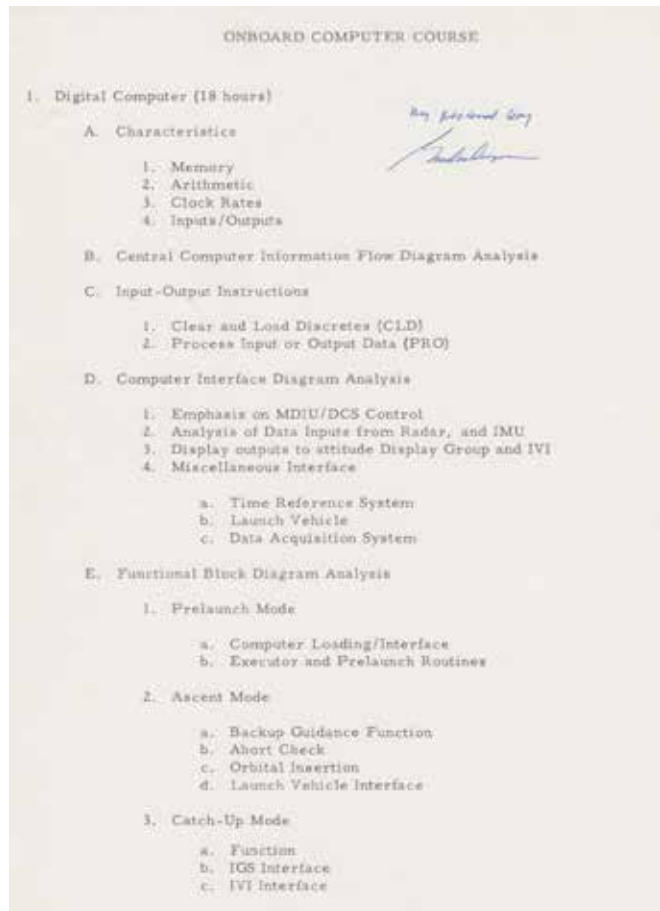 ONBOARD COMPUTER COURSE
1. Digital Computer (18 hours)
My personal copy
A. Characteristics
1. Memory
2. Arithmetic
3. Clock Rates
4. Inputs/Outputs
B. Central Computer Information Flow Diagram Analysis
C. Input-Output Instructions
1. Clear and Load Discretes (CLD)
2. Process Input or Output Data (PRO)
D. Computer Interface Diagram Analysis
1. Emphasis on MDIU/DCS Control
2. Analysis of Data Inputs from Radar, and IMU
3. Display outputs to attitude Display Group and IVI
4. Miscellaneous Interface
a. Time Reference System
b. Launch Vehicle
c. Data Acquisition System
E. Functional Block Diagram Analysis
1. Prelaunch Mode
a. Computer Loading/Interface
b. Executor and Prelaunch Routines
2. Ascent Mode
a. Backup Guidance Function
b. Abort Check
c. Orbital Insertion
d. Launch Vehicle Interface
3. Catch-Up Mode
a. Function
b. IGS Interface
c. IVI Interface